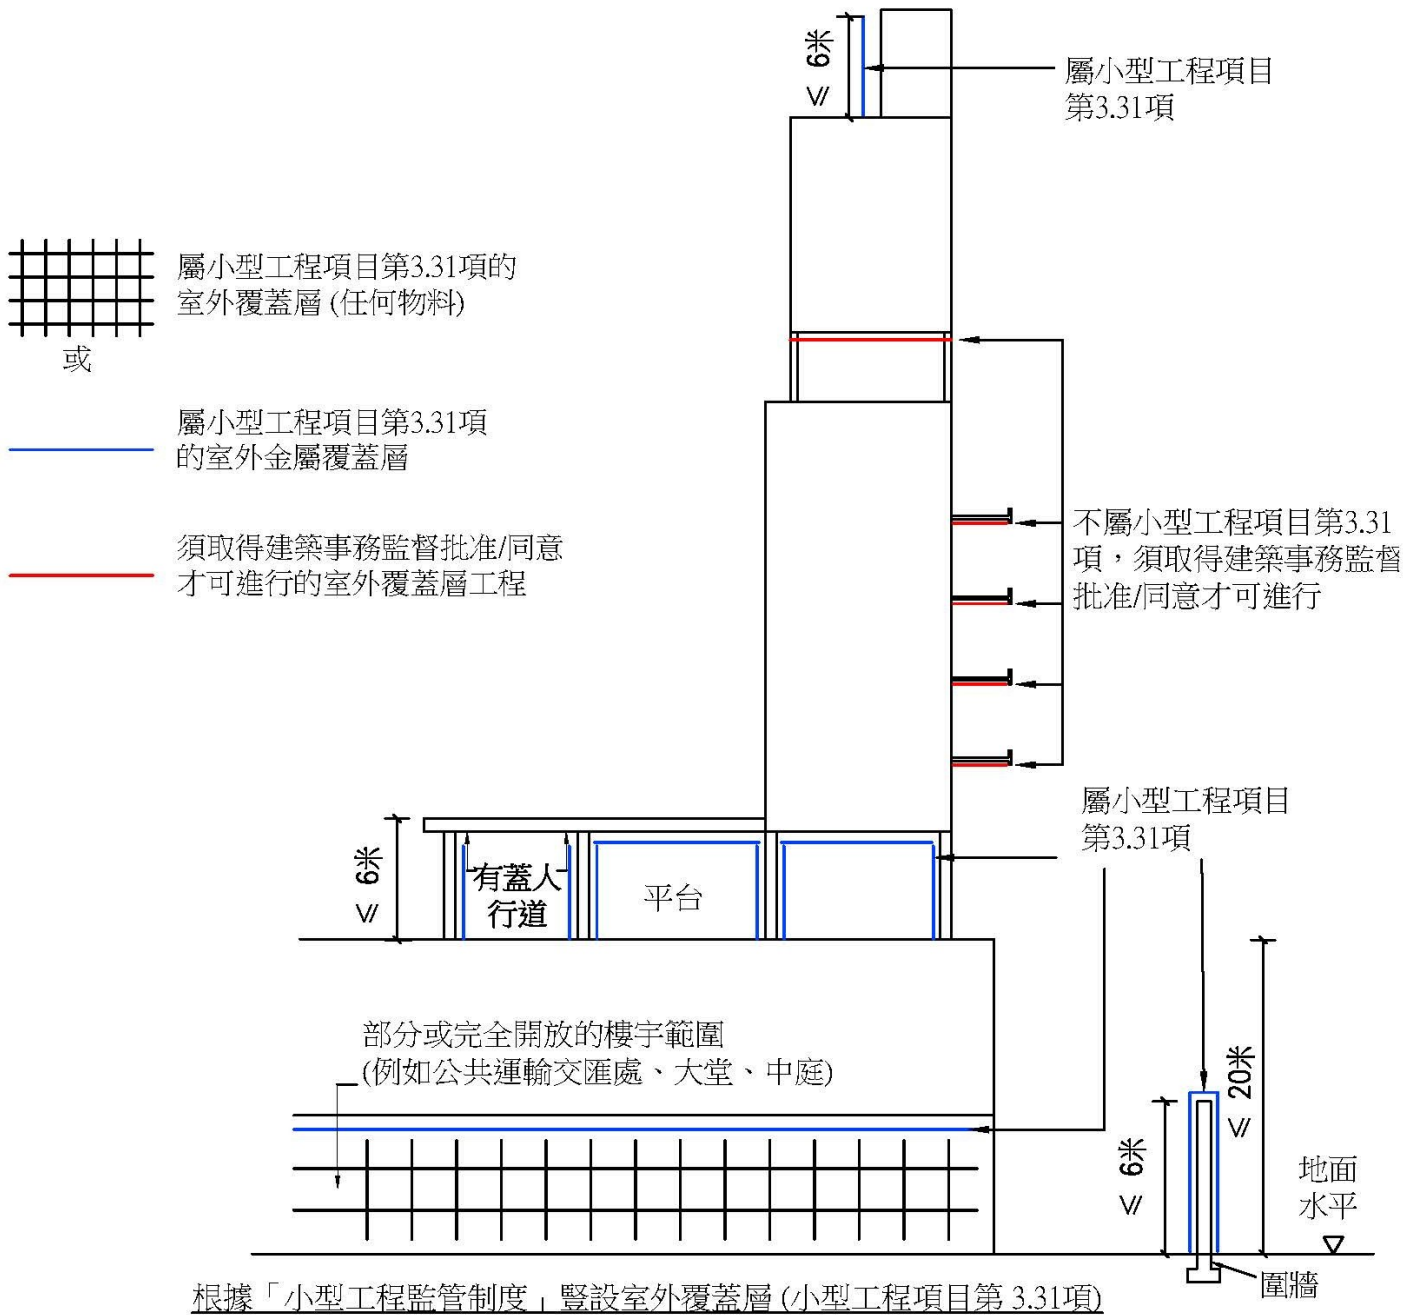 ≤ 6米
屬小型工程項目
第3.31項
屬小型工程項目第3.31項的
室外覆蓋層 (任何物料)
或
屬小型工程項目第3.31項
的室外金屬覆蓋層
須取得建築事務監督批准/同意
才可進行的室外覆蓋層工程
不屬小型工程項目第3.31
項，須取得建築事務監督
批准/同意才可進行
屬小型工程項目
第3.31項
≤ 6米
有蓋人
行道
平台
部分或完全開放的樓宇範圍
(例如公共運輸交匯處、大堂、中庭)
≤ 6米
≤ 20米
地面
水平
圍牆
根據「小型工程監管制度」豎設室外覆蓋層 (小型工程項目第 3.31項)